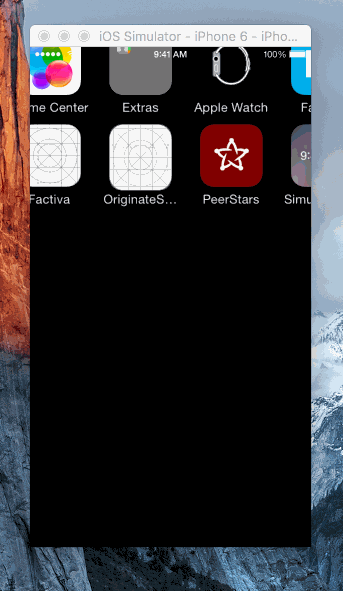 iOS Simulator - iPhone 6 - iPho...
9:41 AM 100%
me Center Extras Apple Watch Fa
9:
Factiva OriginateS... PeerStars Simu